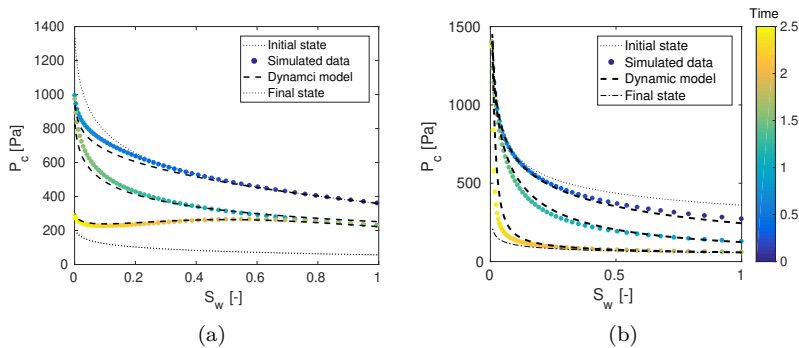 1400
1200
1000
800
600
400
200
0
P_c [Pa]
0 0.2 0.4 0.6 0.8 1
S_w [-]
Initial state
Simulated data
Dynamci model
Final state
(a)
1500
1000
500
0
P_c [Pa]
0 0.5 1
S_w [-]
Initial state
Simulated data
Dynamic model
Final state
(b)
Time
2.5
2
1.5
1
0.5
0